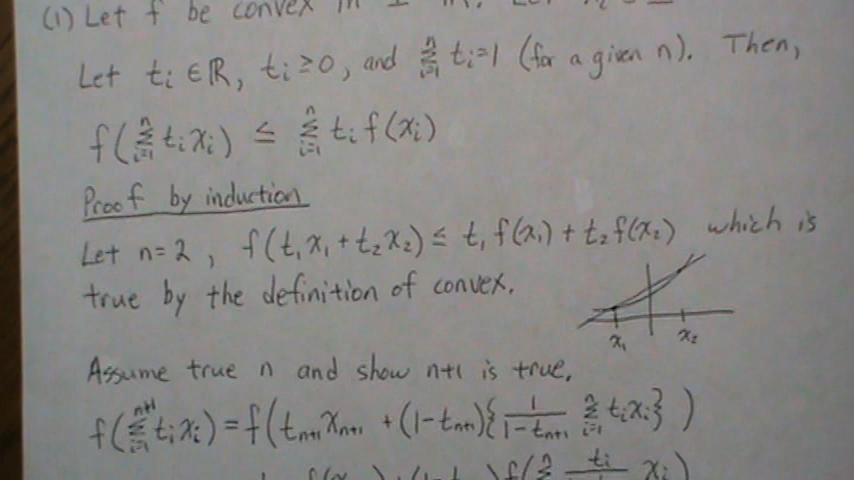 (1) Let f be convex in
Let tᵢ ∈ ℝ, tᵢ ≥ 0, and Σᵢ₌₁ⁿ tᵢ = 1 (for a given n). Then,
f(Σᵢ₌₁ⁿ tᵢxᵢ) ≤ Σᵢ₌₁ⁿ tᵢ f(xᵢ)
Proof by induction
Let n=2, f(t₁x₁ + t₂x₂) ≤ t₁f(x₁) + t₂f(x₂) which is
true by the definition of convex.
x₁ x₂
Assume true n and show n+1 is true.
f(Σᵢ₌₁ⁿ⁺¹ tᵢxᵢ) = f(tₙ₊₁xₙ₊₁ + (1-tₙ₊₁){1/(1-tₙ₊₁) Σᵢ₌₁ⁿ tᵢxᵢ})